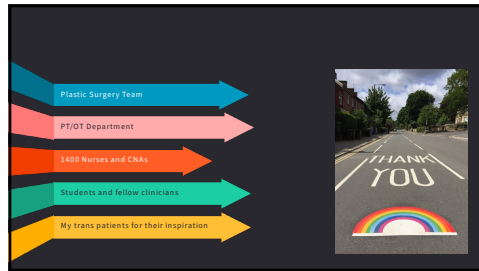 Plastic Surgery Team
PT/OT Department
1400 Nurses and CNAs
Students and fellow clinicians
My trans patients for their inspiration
THANK
YOU